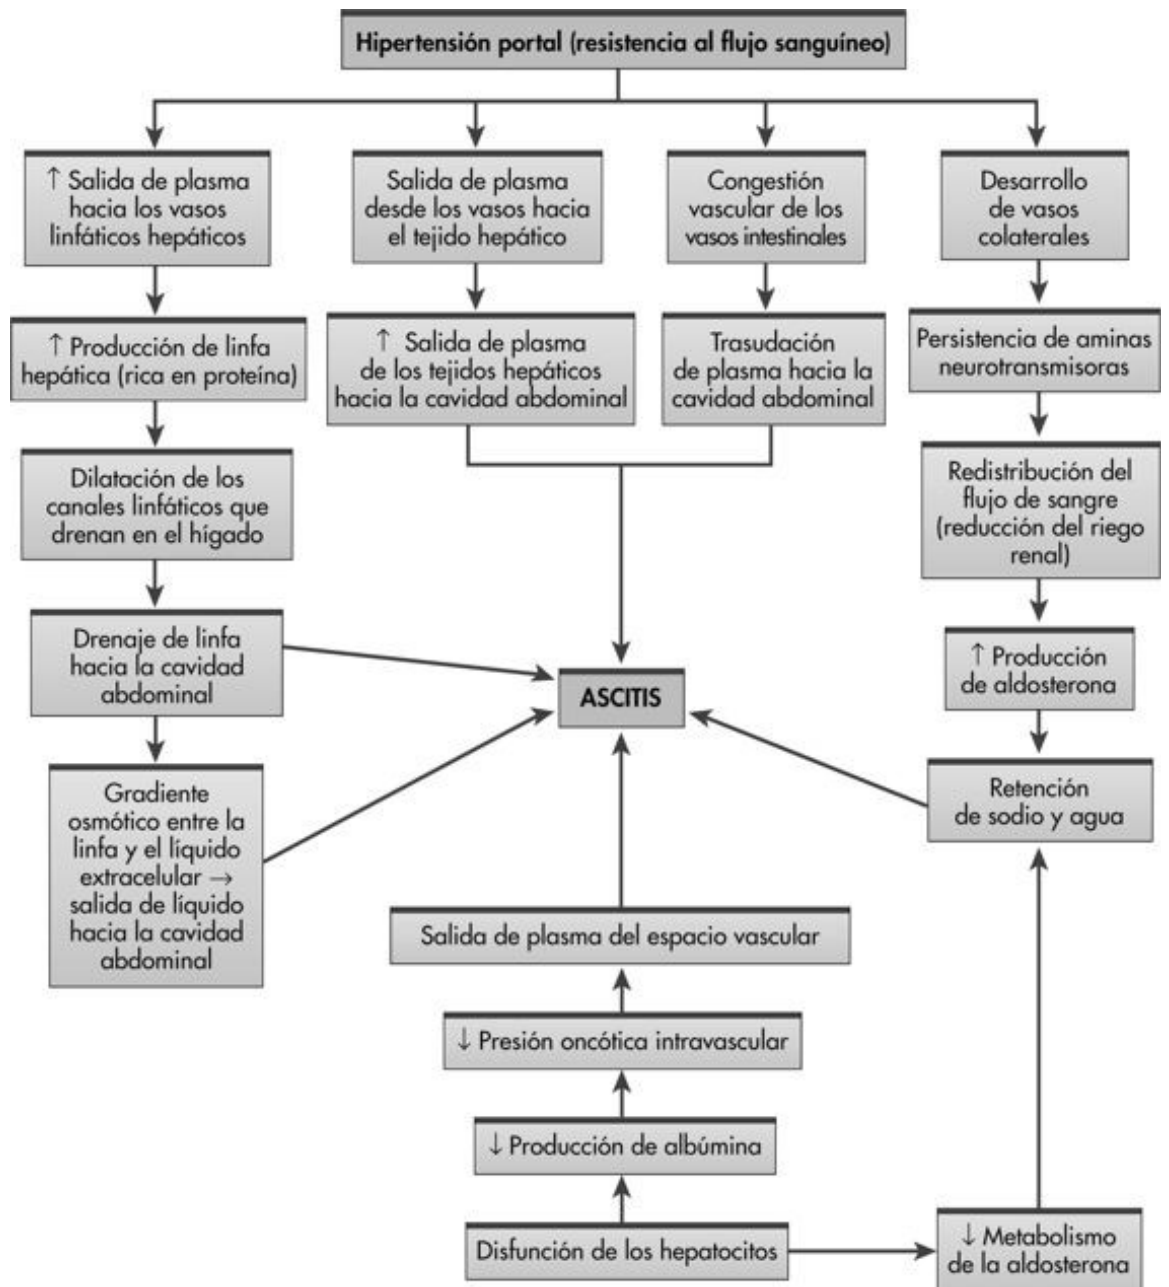 Hipertensión portal (resistencia al flujo sanguíneo)
↑ Salida de plasma
hacia los vasos
linfáticos hepáticos
Salida de plasma
desde los vasos hacia
el tejido hepático
Congestión
vascular de los
vasos intestinales
Desarrollo
de vasos
colaterales
↑ Producción de linfa
hepática (rica en proteína)
↑ Salida de plasma
de los tejidos hepáticos
hacia la cavidad abdominal
Trasudación
de plasma hacia la
cavidad abdominal
Persistencia de aminas
neurotransmisoras
Dilatación de los
canales linfáticos que
drenan en el hígado
Redistribución del
flujo de sangre
(reducción del riego
renal)
Drenaje de linfa
hacia la cavidad
abdominal
ASCITIS
↑ Producción
de aldosterona
Gradiente
osmótico entre la
linfa y el líquido
extracelular →
salida de líquido
hacia la cavidad
abdominal
Retención
de sodio y agua
Salida de plasma del espacio vascular
↓ Presión oncótica intravascular
↓ Producción de albúmina
Disfunción de los hepatocitos
↓ Metabolismo
de la aldosterona